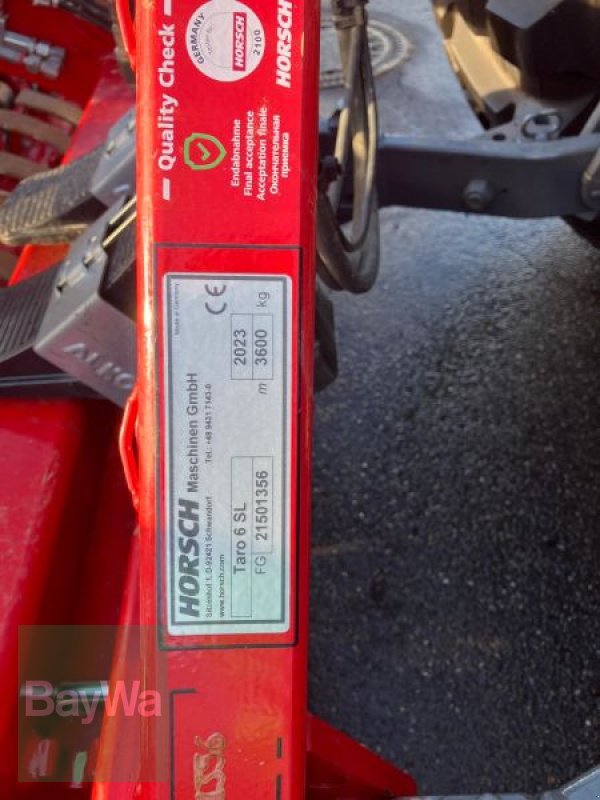 Quality Check
GERMANY
HORSCH
2100
HORSCH
Endabnahme
Final acceptance
Acceptation finale
Окончательная
приемка
Made in Germany
CE
HORSCH Maschinen GmbH
Sitzenhof 1, D-92421 Schwandorf Tel.: +49 9431 7143-0
www.horsch.com
Taro 6 SL 2023
FG 21501356 m 3600 kg
BayWa